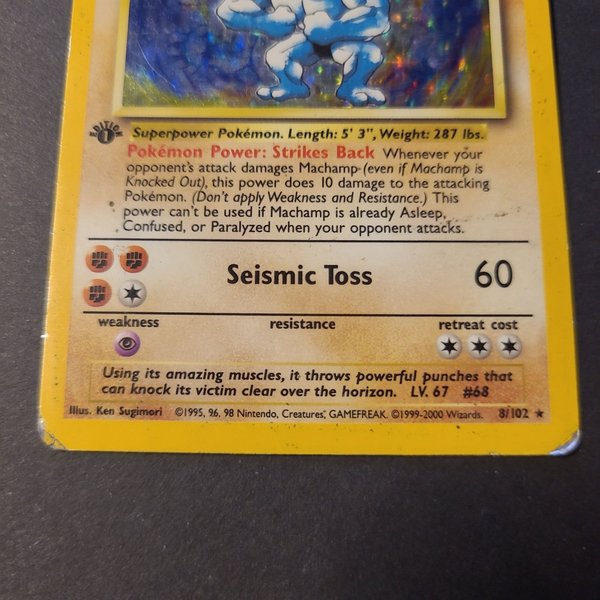 EDITION 1
Superpower Pokémon. Length: 5' 3", Weight: 287 lbs.
Pokémon Power: Strikes Back Whenever your
opponent's attack damages Machamp (even if Machamp is
Knocked Out), this power does 10 damage to the attacking
Pokémon. (Don't apply Weakness and Resistance.) This
power can't be used if Machamp is already Asleep,
Confused, or Paralyzed when your opponent attacks.
Seismic Toss 60
weakness resistance retreat cost
Using its amazing muscles, it throws powerful punches that
can knock its victim clear over the horizon. LV. 67 #68
Illus. Ken Sugimori ©1995, 96, 98 Nintendo, Creatures, GAMEFREAK. ©1999-2000 Wizards. 8/102 ★